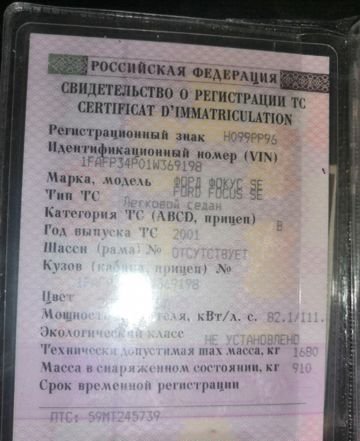 РОССИЙСКАЯ ФЕДЕРАЦИЯ
СВИДЕТЕЛЬСТВО О РЕГИСТРАЦИИ ТС
CERTIFICAT D'IMMATRICULATION
Регистрационный знак Н099РР96
Идентификационный номер (VIN)
1FAFP34P01W369198
Марка, модель ФОРД ФОКУС SE
FORD FOCUS SE
Тип ТС Легковой седан
Категория ТС (ABCD, прицеп) В
Год выпуска ТС 2001
Шасси (рама) № ОТСУТСТВУЕТ
Кузов (кабина, прицеп) №
369198
Цвет
Мощность двигателя, кВт/л. с. 82.1/111.
Экологический класс НЕ УСТАНОВЛЕНО
Технически допустимая max масса, кг 1680
Масса в снаряженном состоянии, кг 910
Срок временной регистрации
ПТС: 59МТ245739